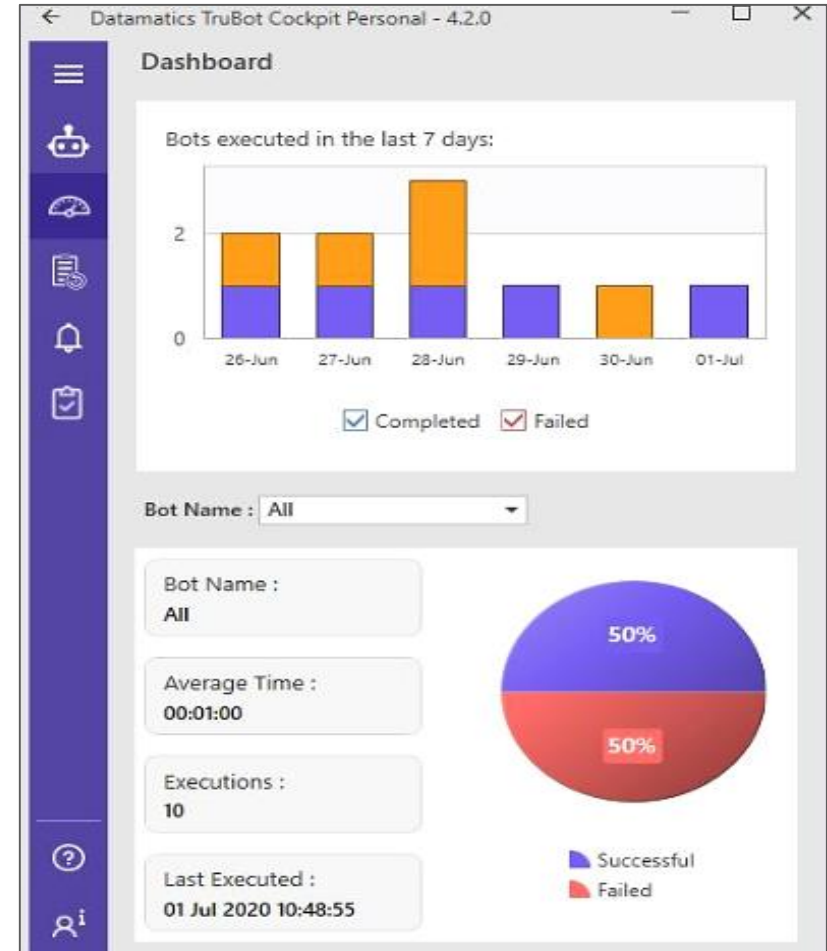 Datamatics TruBot Cockpit Personal - 4.2.0
Dashboard
Bots executed in the last 7 days:
2
0
26-Jun 27-Jun 28-Jun 29-Jun 30-Jun 01-Jul
Completed Failed
Bot Name : All
Bot Name :
All
Average Time :
00:01:00
Executions :
10
Last Executed :
01 Jul 2020 10:48:55
50%
50%
Successful
Failed